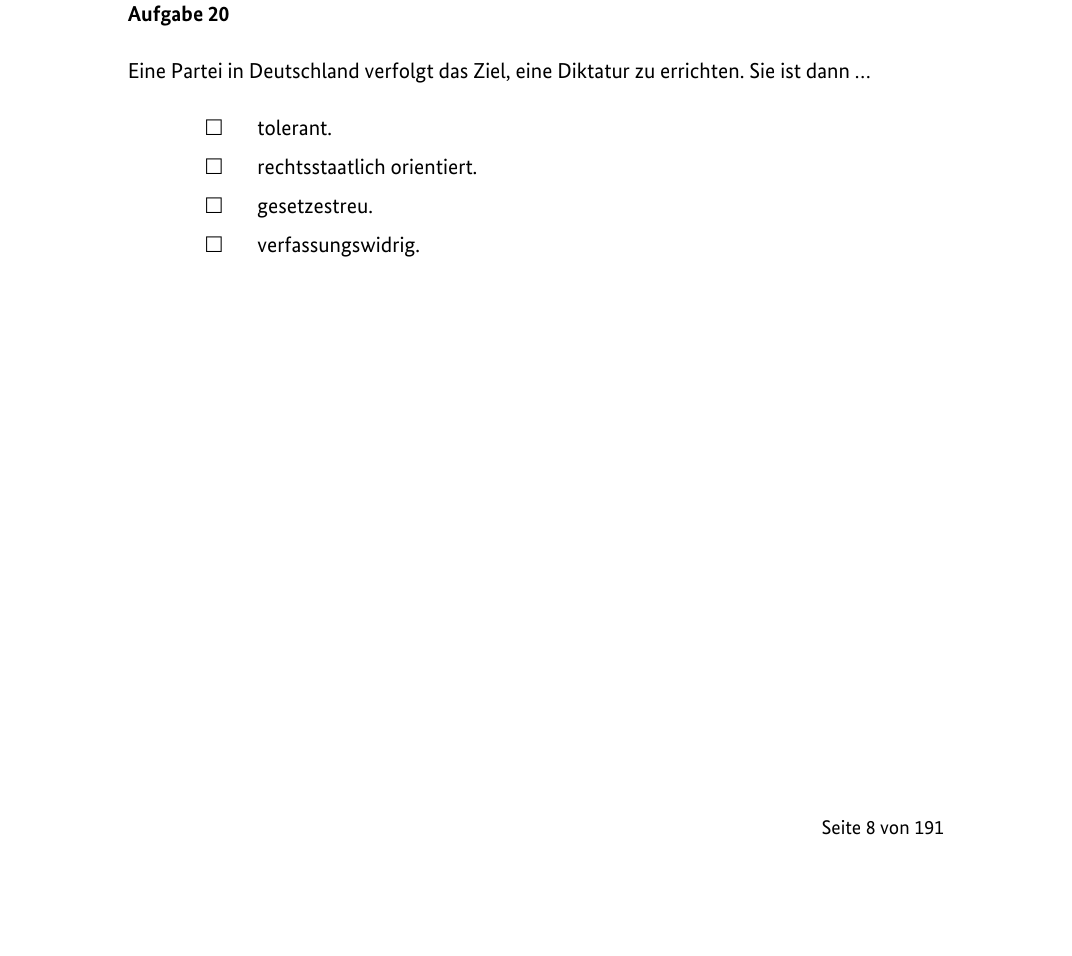 Aufgabe 20
Eine Partei in Deutschland verfolgt das Ziel, eine Diktatur zu errichten. Sie ist dann …
☐ tolerant.
☐ rechtsstaatlich orientiert.
☐ gesetzestreu.
☐ verfassungswidrig.
Seite 8 von 191